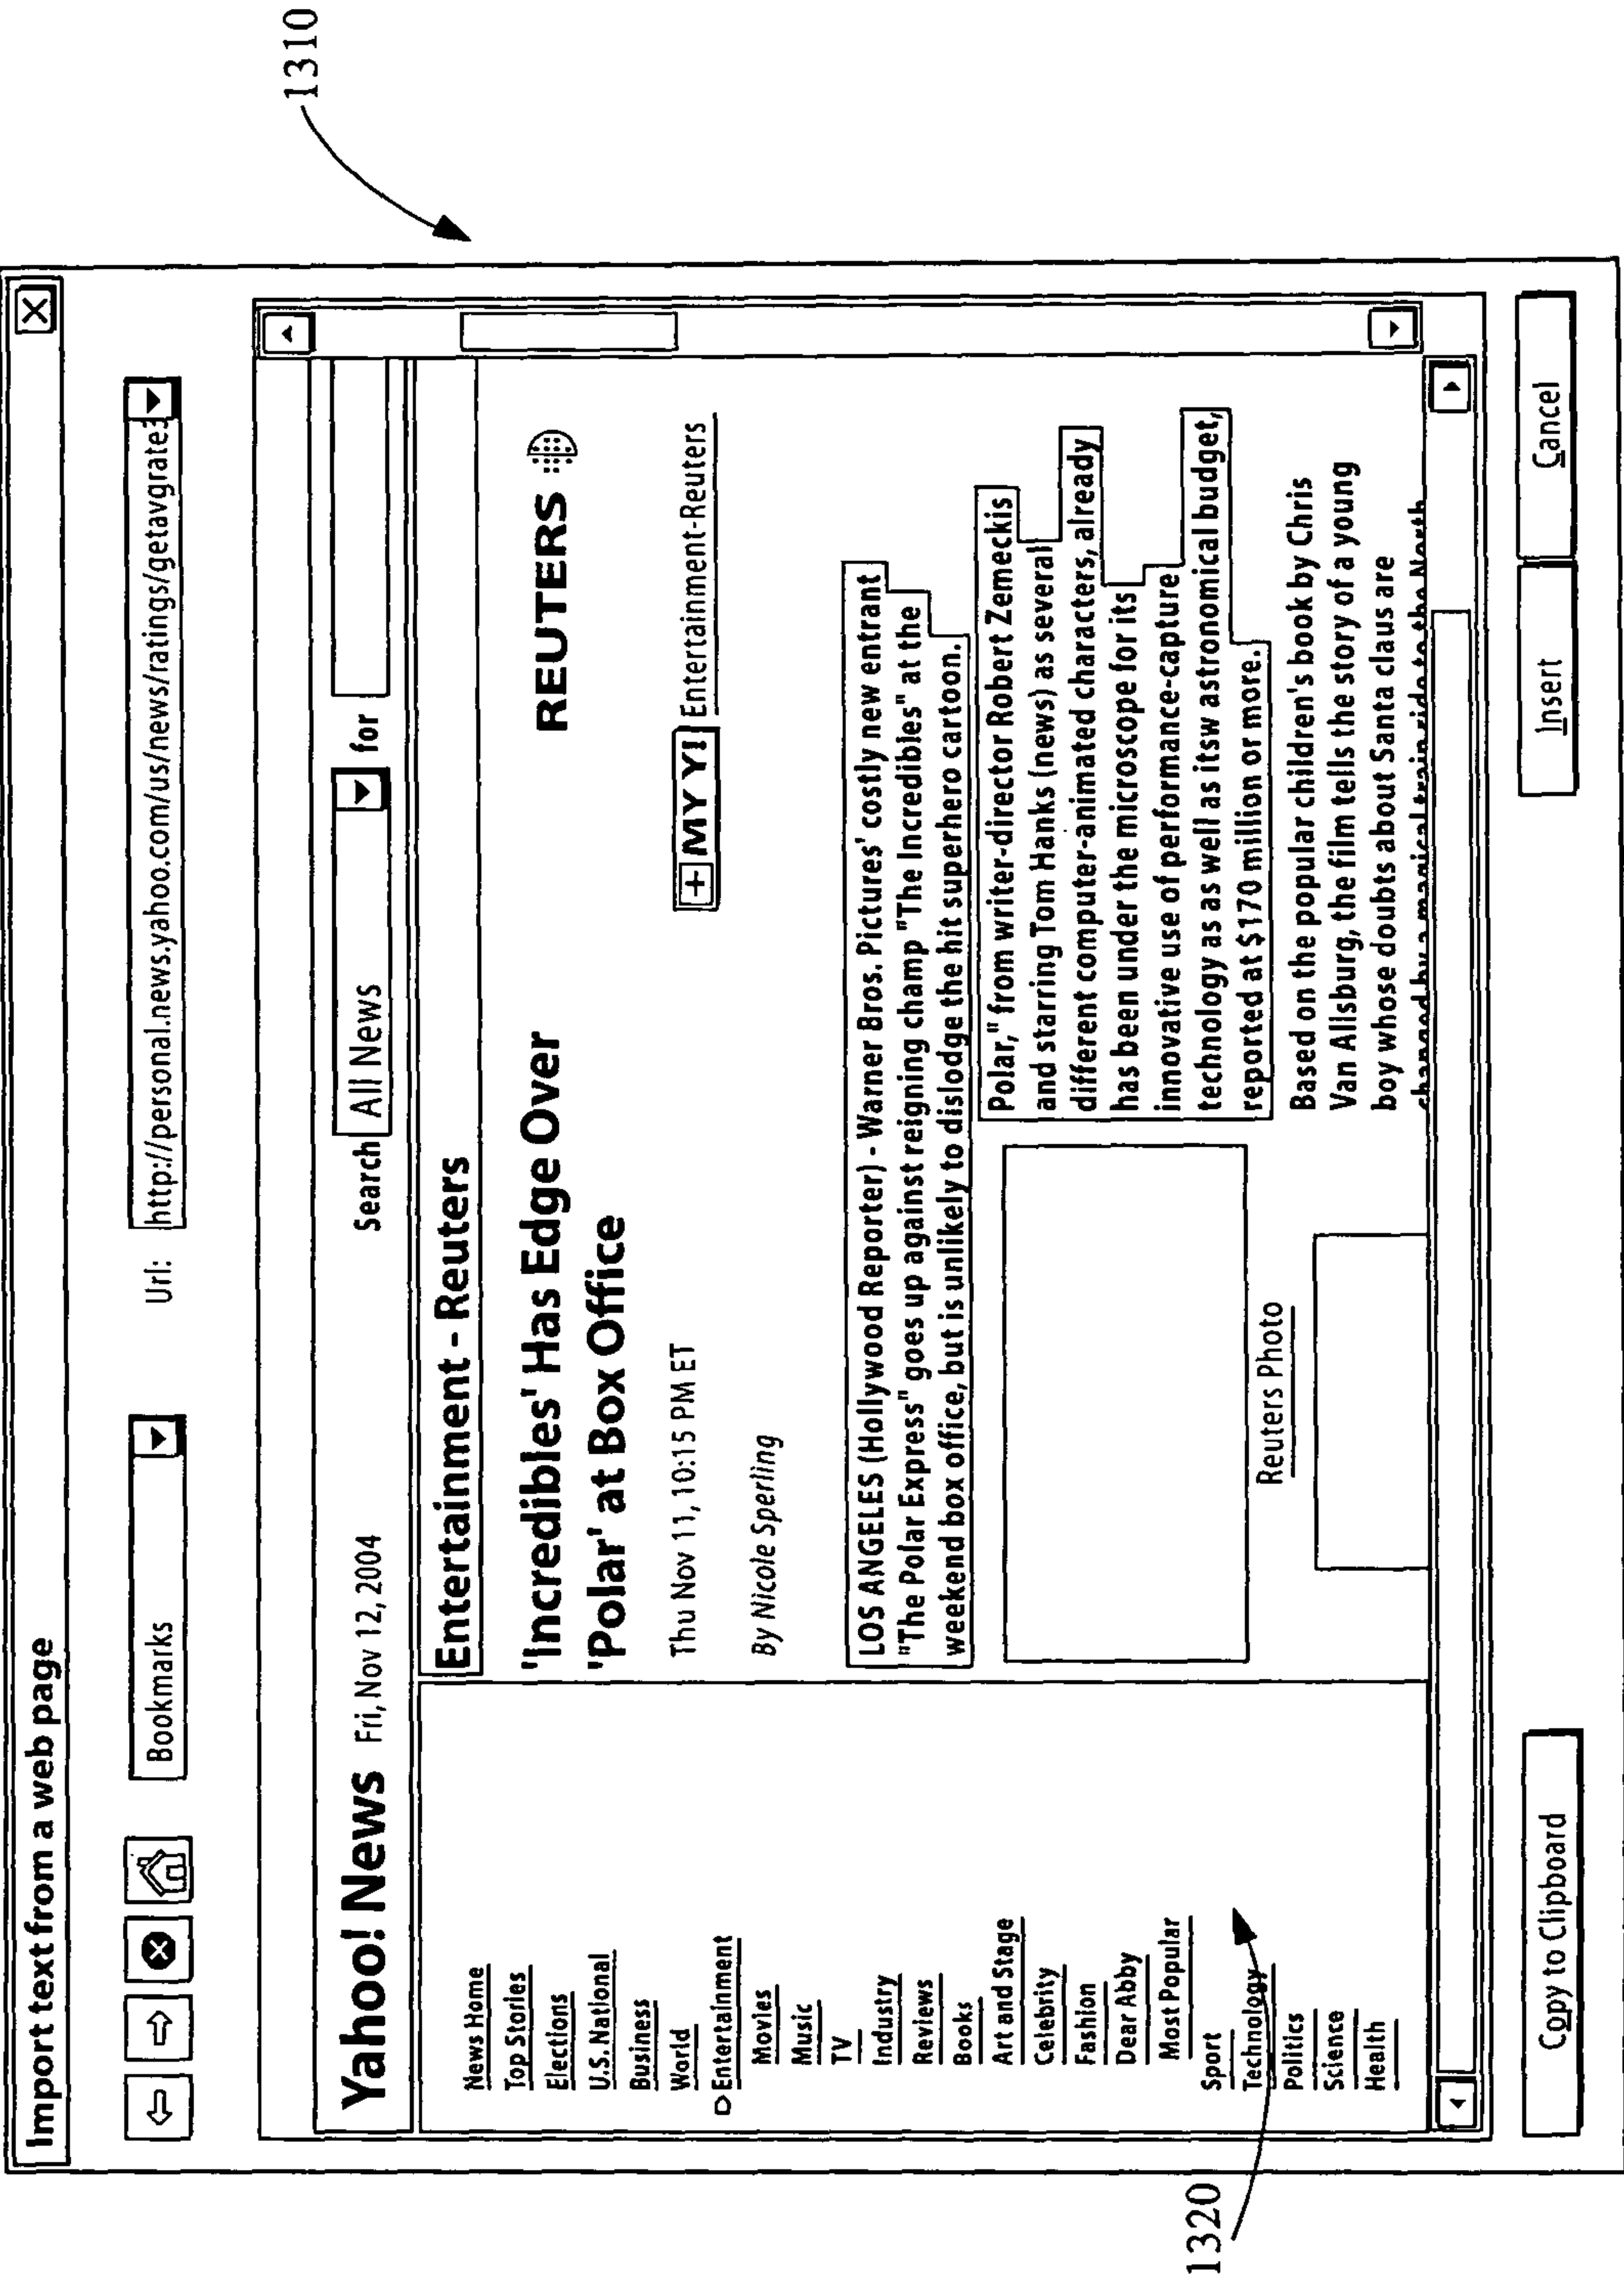 1310
Import text from a web page
Bookmarks
Url:
http://personal.news.yahoo.com/us/news/ratings/getavgrate
Yahoo! News Fri, Nov 12, 2004
Search All News for
News Home
Top Stories
Elections
U.S. National
Business
World
Entertainment
Movies
Music
TV
Industry
Reviews
Books
Art and Stage
Celebrity
Fashion
Dear Abby
Most Popular
Sport
Technology
Politics
Science
Health
1320
Entertainment - Reuters
'Incredibles' Has Edge Over
'Polar' at Box Office
REUTERS
Thu Nov 11, 10:15 PM ET
+ MY Y! Entertainment-Reuters
By Nicole Sperling
LOS ANGELES (Hollywood Reporter) - Warner Bros. Pictures' costly new entrant
"The Polar Express" goes up against reigning champ "The Incredibles" at the
weekend box office, but is unlikely to dislodge the hit superhero cartoon.
Polar," from writer-director Robert Zemeckis
and starring Tom Hanks (news) as several
different computer-animated characters, already
has been under the microscope for its
innovative use of performance-capture
technology as as well as itsw astronomical budget,
reported at $170 million or more.
Reuters Photo
Based on the popular children's book by Chris
Van Allsburg, the film tells the story of a young
boy whose doubts about Santa claus are
changed by a magical train ride to the North
Copy to Clipboard
Insert
Cancel